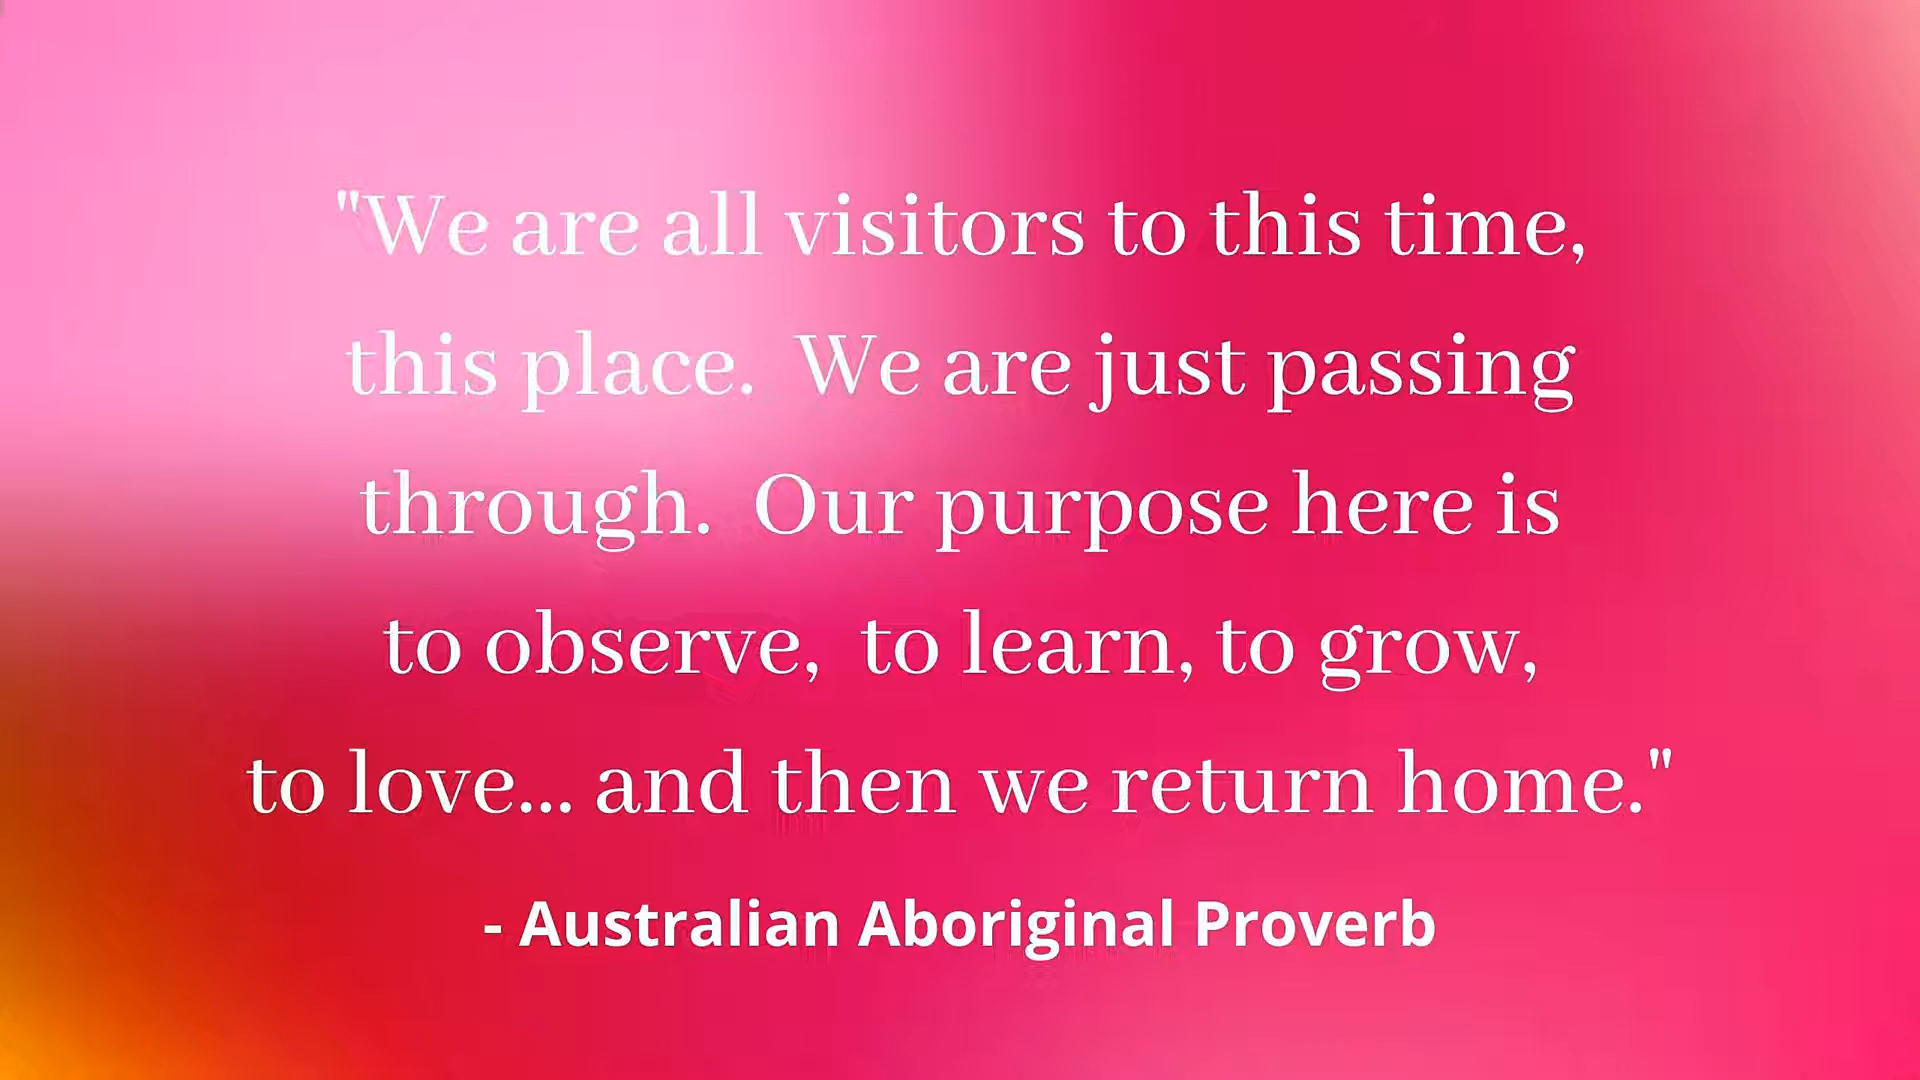 "We are all visitors to this time,
this place.  We are just passing
through.  Our purpose here is
to observe,  to learn, to grow,
to love... and then we return home."
- Australian Aboriginal Proverb